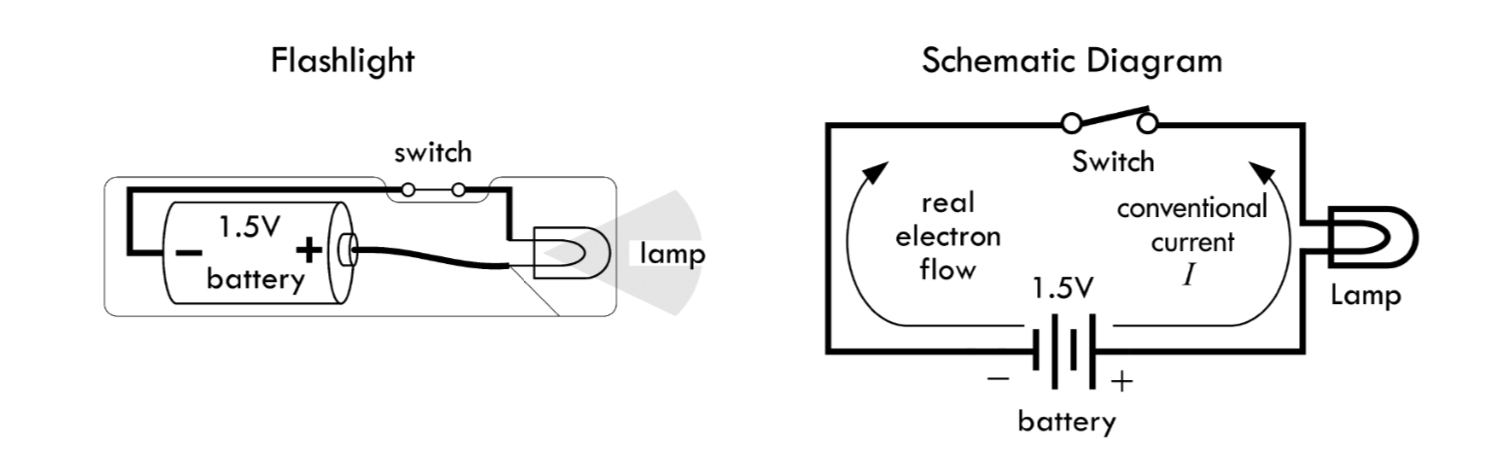 Flashlight
switch
1.5V
− +
battery
lamp
Schematic Diagram
Switch
real
electron
flow
conventional
current
I
1.5V
Lamp
− +
battery